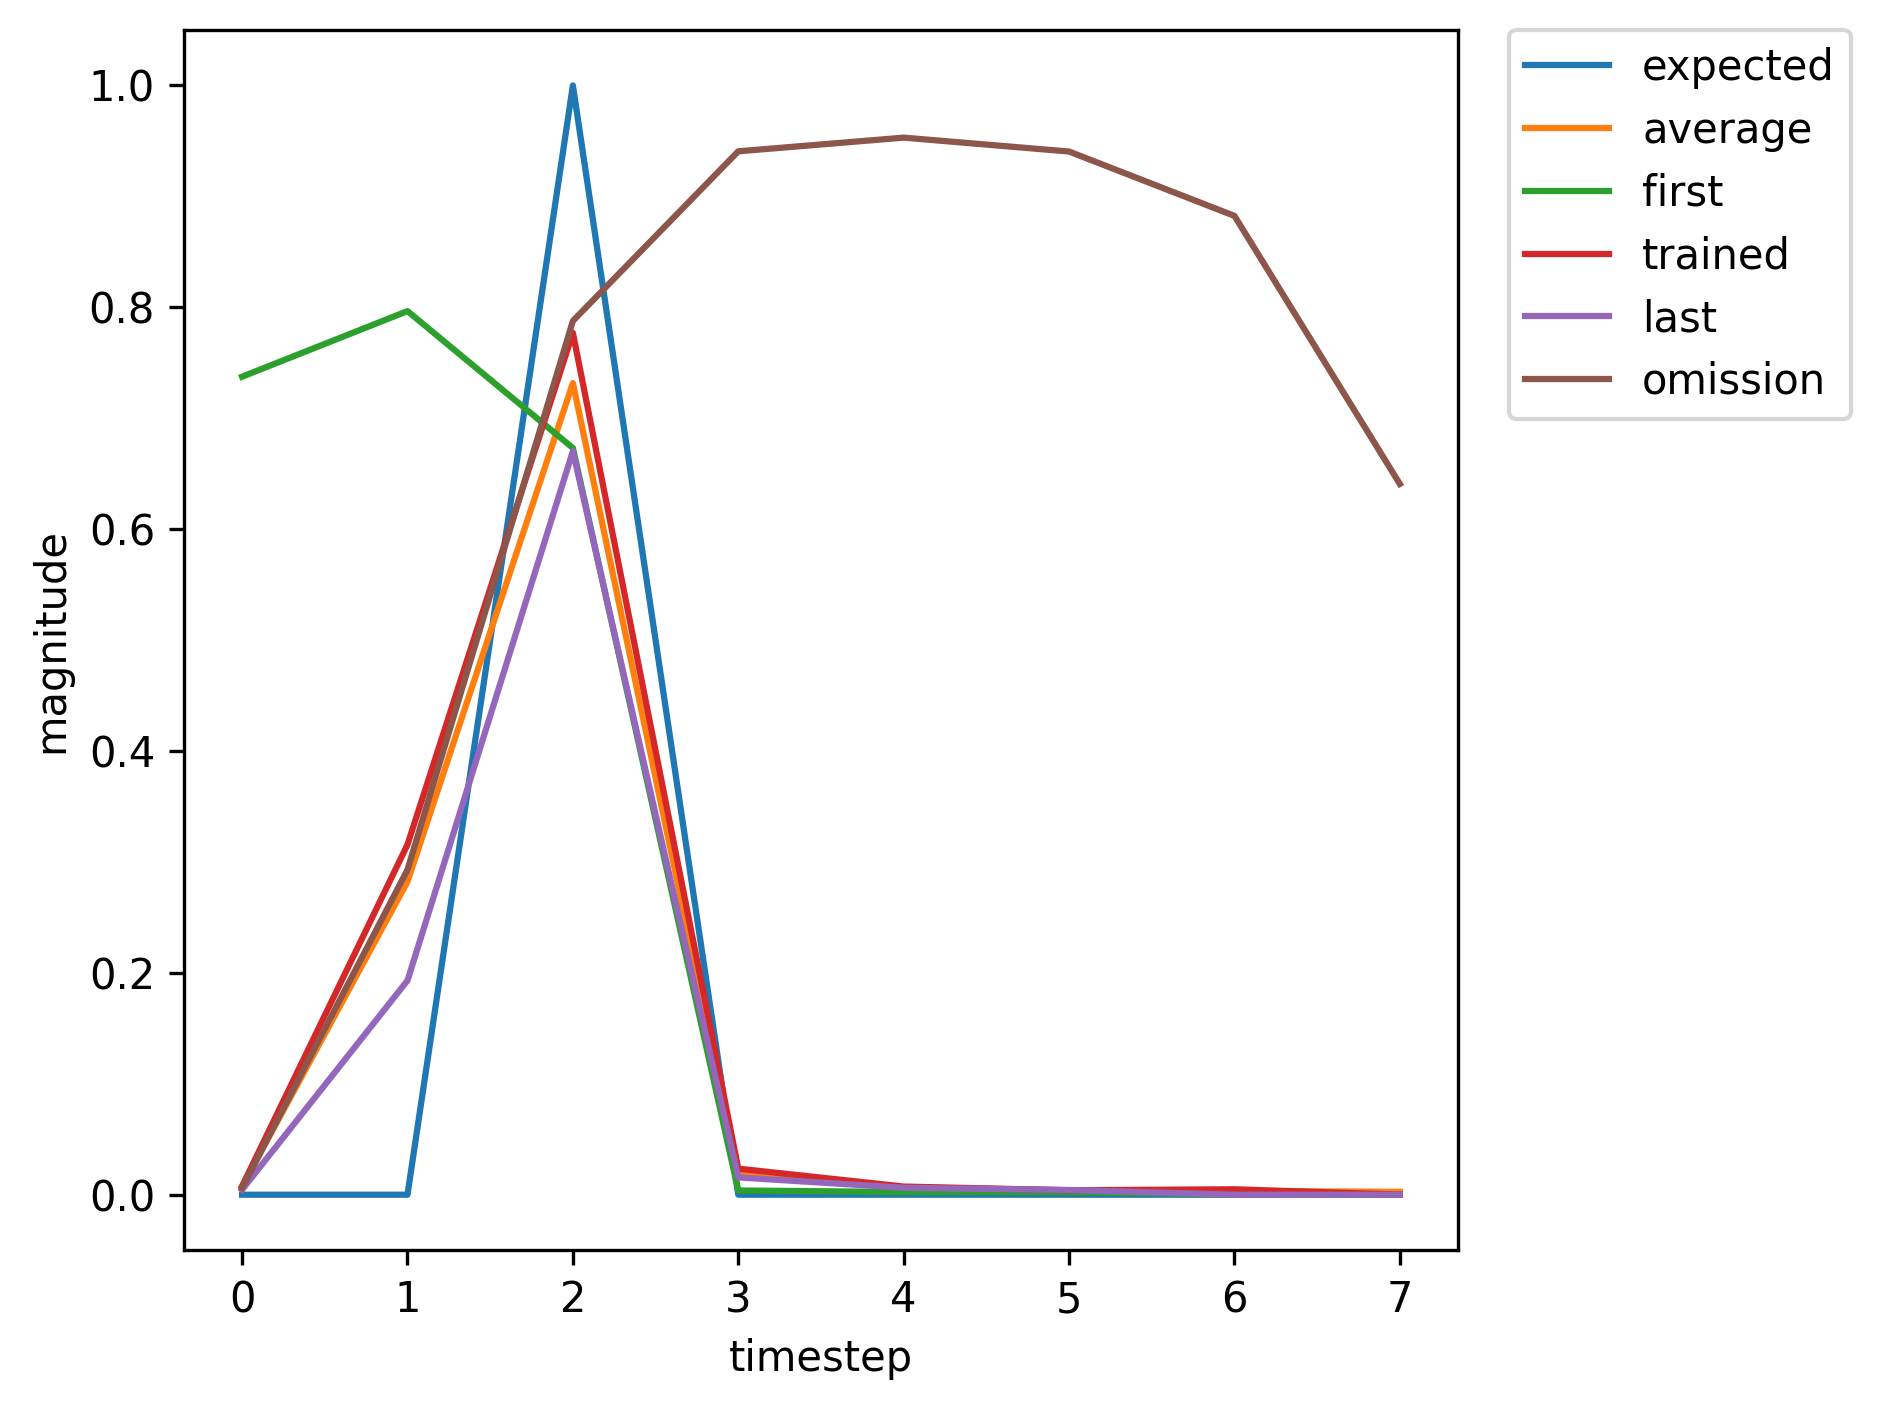 1.0
0.8
0.6
0.4
0.2
0.0
magnitude
0 1 2 3 4 5 6 7
timestep
expected
average
first
trained
last
omission